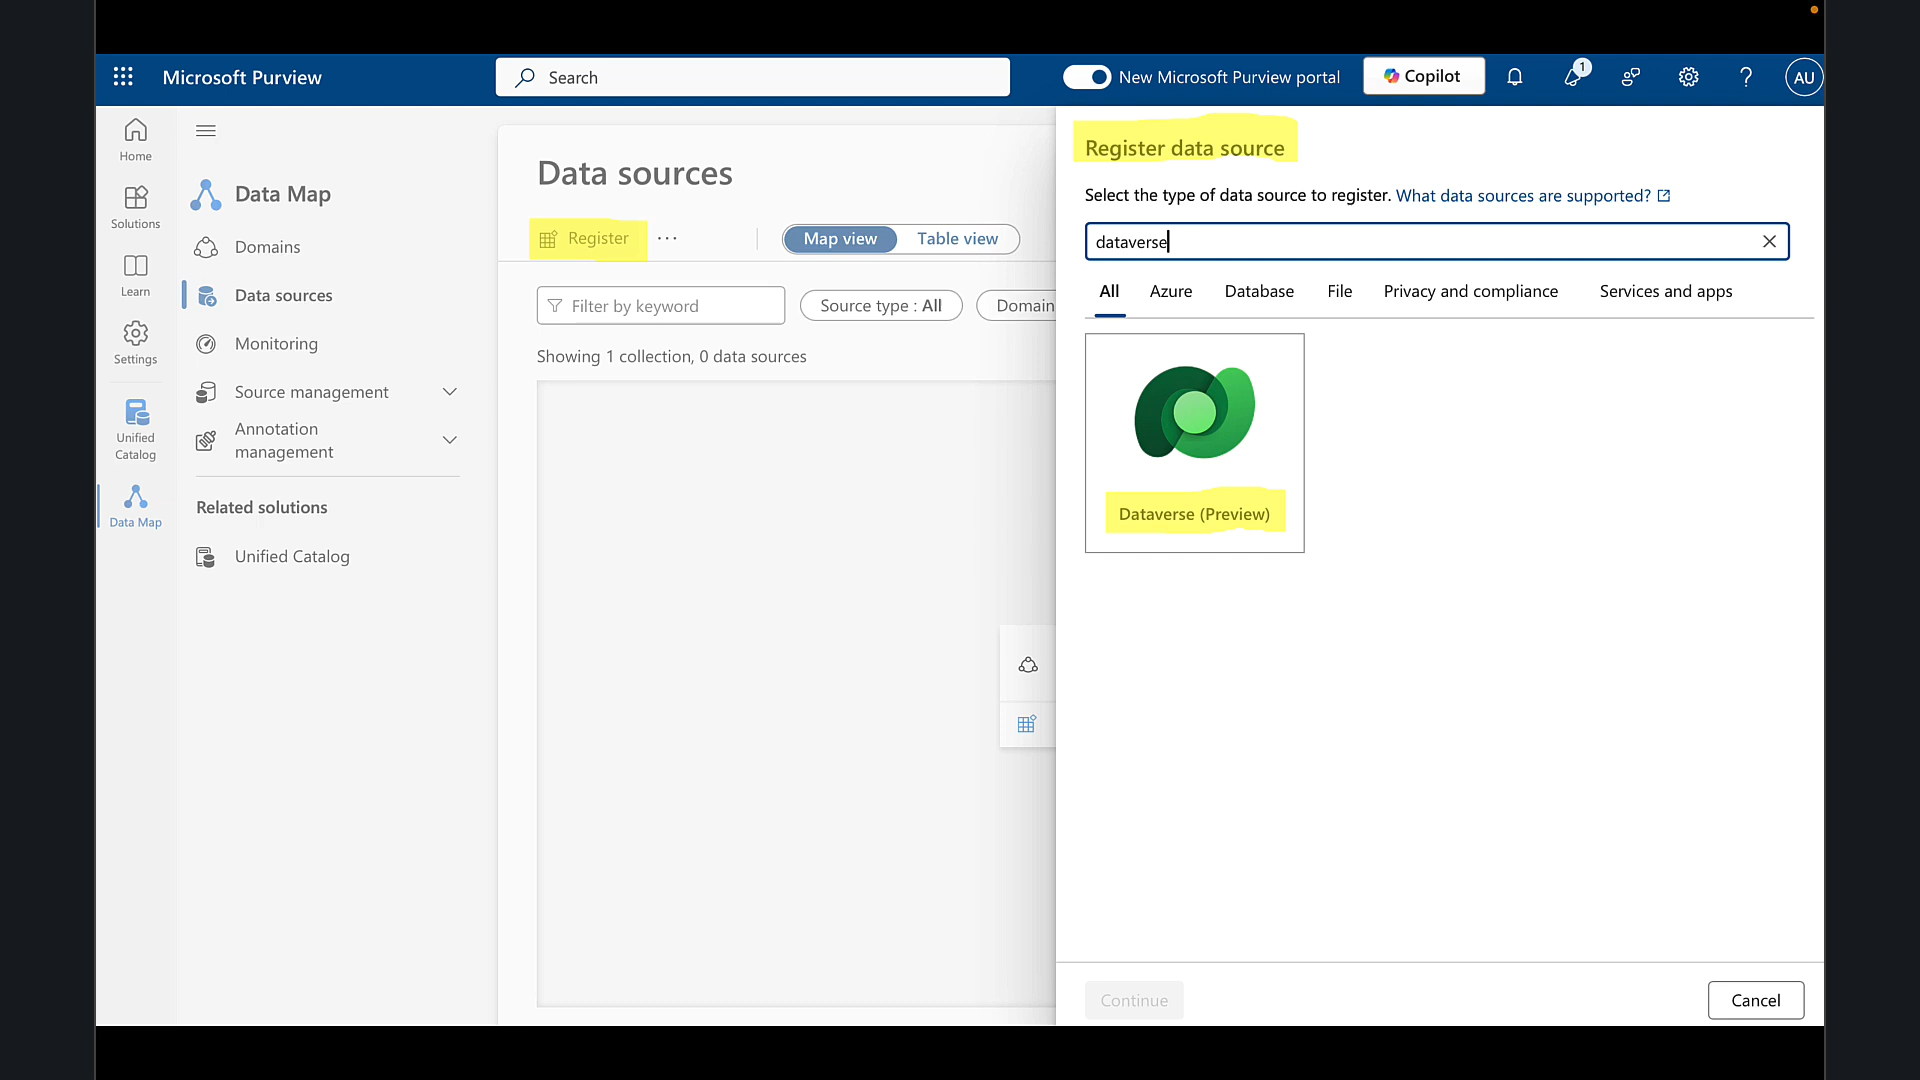 Microsoft Purview
Search
New Microsoft Purview portal
Copilot
1
AU
Home
Solutions
Learn
Settings
Unified
Catalog
Data Map
Data Map
Domains
Data sources
Monitoring
Source management
Annotation
management
Related solutions
Unified Catalog
Data sources
Register
Map view
Table view
Filter by keyword
Source type : All
Domain
Showing 1 collection, 0 data sources
Register data source
Select the type of data source to register. What data sources are supported?
dataverse
All Azure Database File Privacy and compliance Services and apps
Dataverse (Preview)
Continue
Cancel